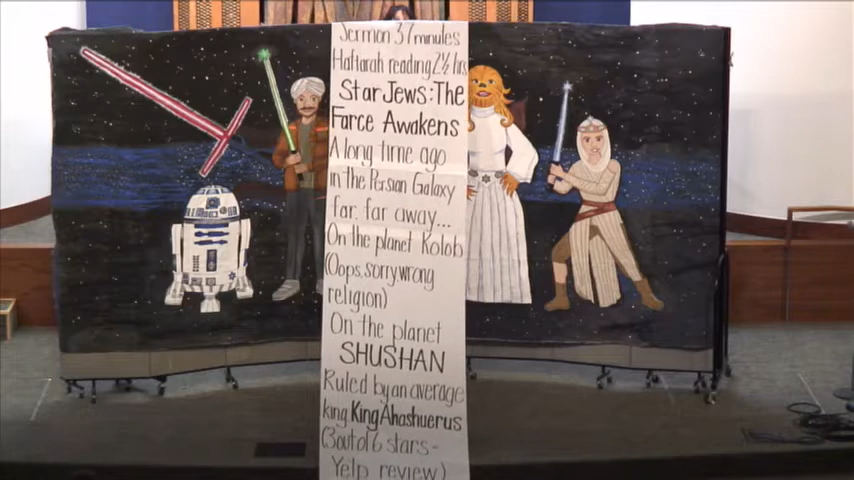 Sermon 37 minutes
Haftarah reading 2½ hrs
Star Jews: The
Farce Awakens
A long time ago
in the Persian Galaxy
far, far away...
On the planet Kolob
(Oops, sorry, wrong
religion)
On the planet
SHUSHAN
Ruled by an average
king King Ahashuerus
(3 out of 6 stars-
Yelp review)